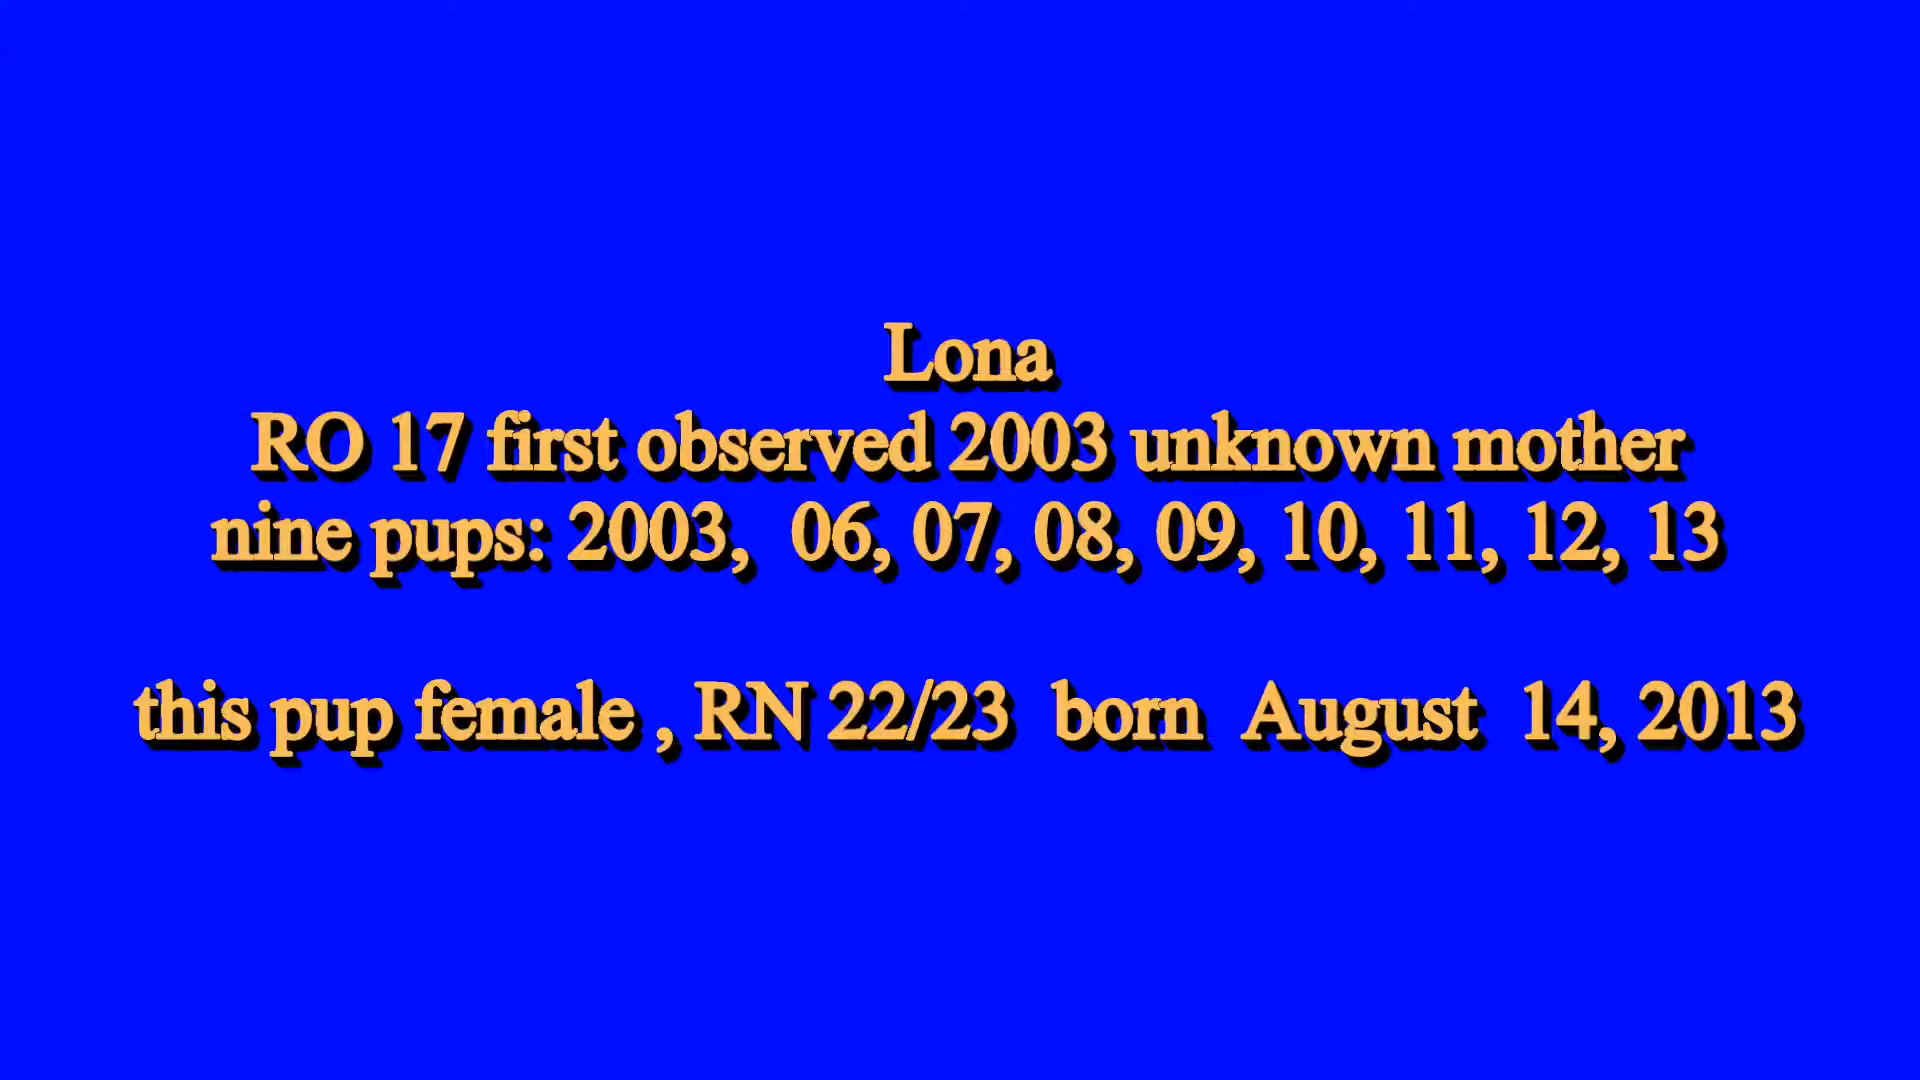 Lona
RO 17 first observed 2003 unknown mother
nine pups: 2003,  06, 07, 08, 09, 10, 11, 12, 13
this pup female , RN 22/23  born  August  14, 2013